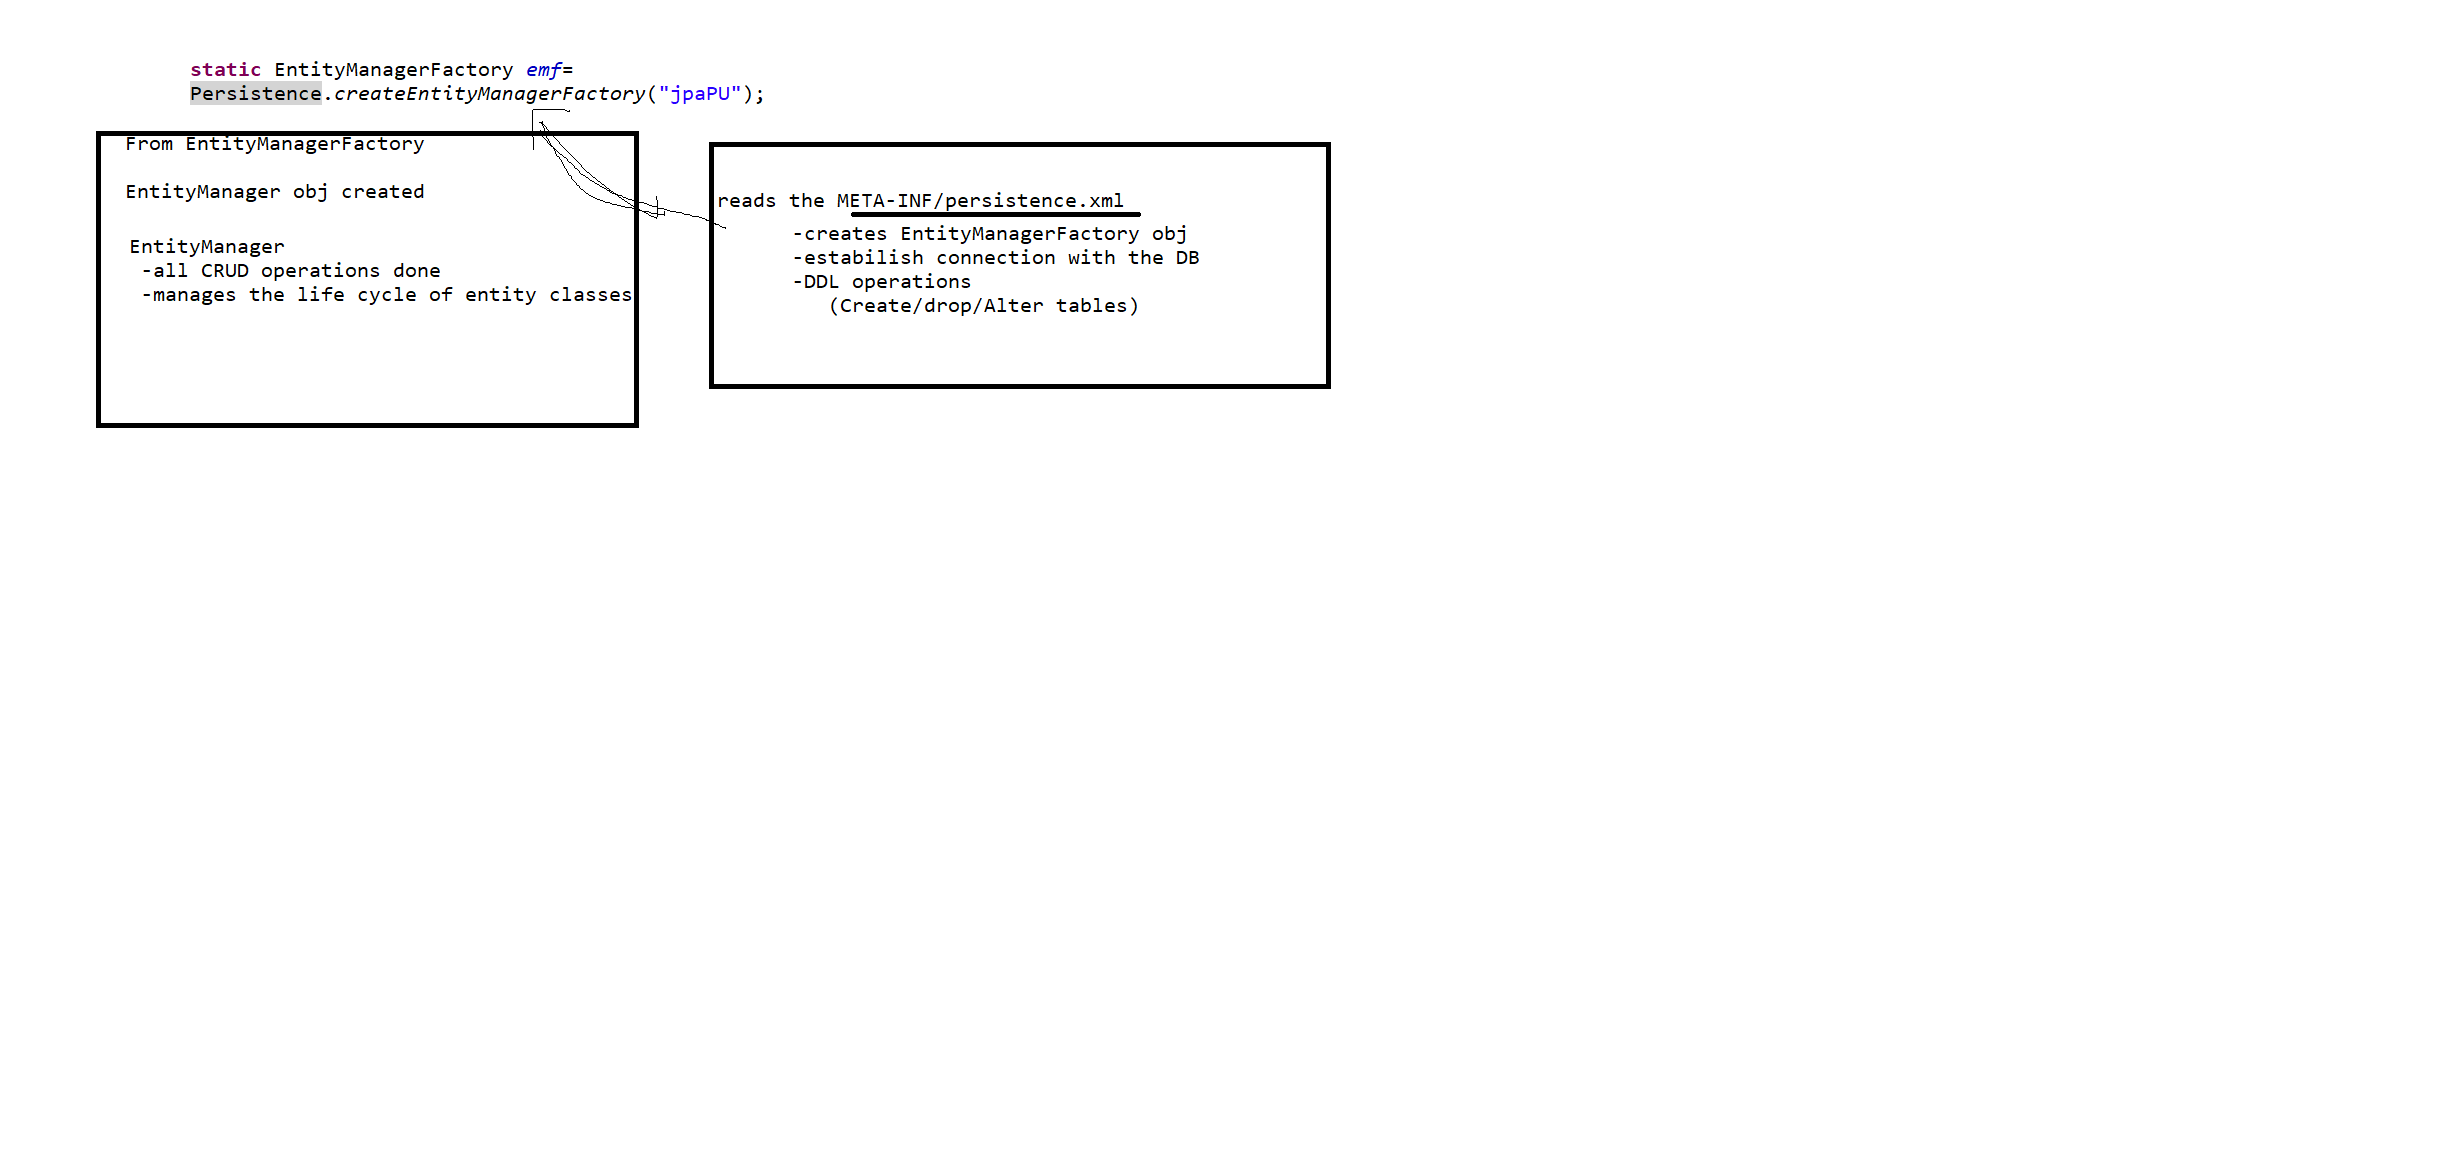 static EntityManagerFactory emf=
Persistence.createEntityManagerFactory("jpaPU");
From EntityManagerFactory
EntityManager obj created
EntityManager
-all CRUD operations done
-manages the life cycle of entity classes
reads the META-INF/persistence.xml
-creates EntityManagerFactory obj
-estabilish connection with the DB
-DDL operations
(Create/drop/Alter tables)